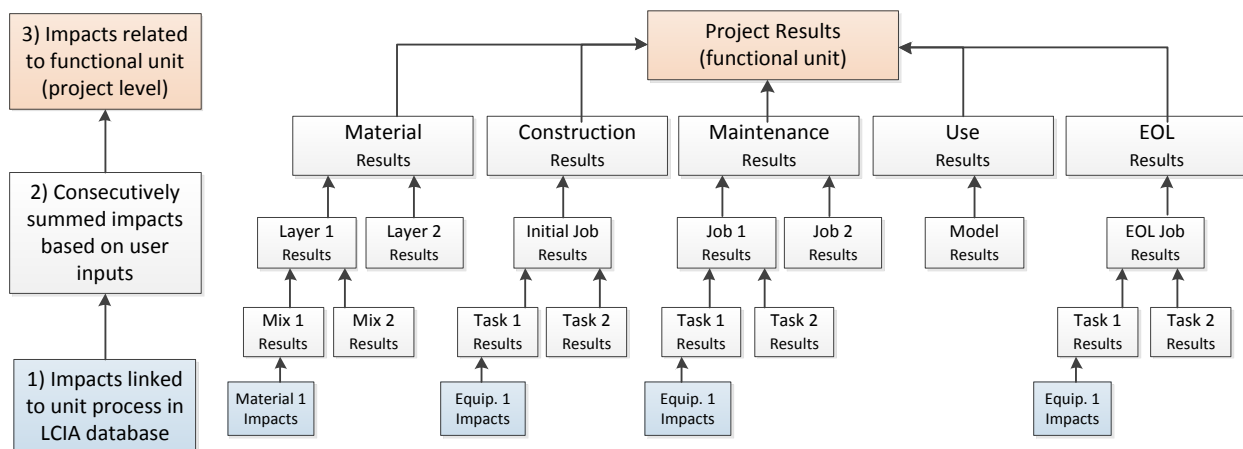 3) Impacts related
to functional unit
(project level)
2) Consecutively
summed impacts
based on user
inputs
1) Impacts linked
to unit process in
LCIA database
Project Results
(functional unit)
Material
Results
Construction
Results
Maintenance
Results
Use
Results
EOL
Results
Layer 1
Results
Layer 2
Results
Initial Job
Results
Job 1
Results
Job 2
Results
Model
Results
EOL Job
Results
Mix 1
Results
Mix 2
Results
Task 1
Results
Task 2
Results
Task 1
Results
Task 2
Results
Task 1
Results
Task 2
Results
Material 1
Impacts
Equip. 1
Impacts
Equip. 1
Impacts
Equip. 1
Impacts